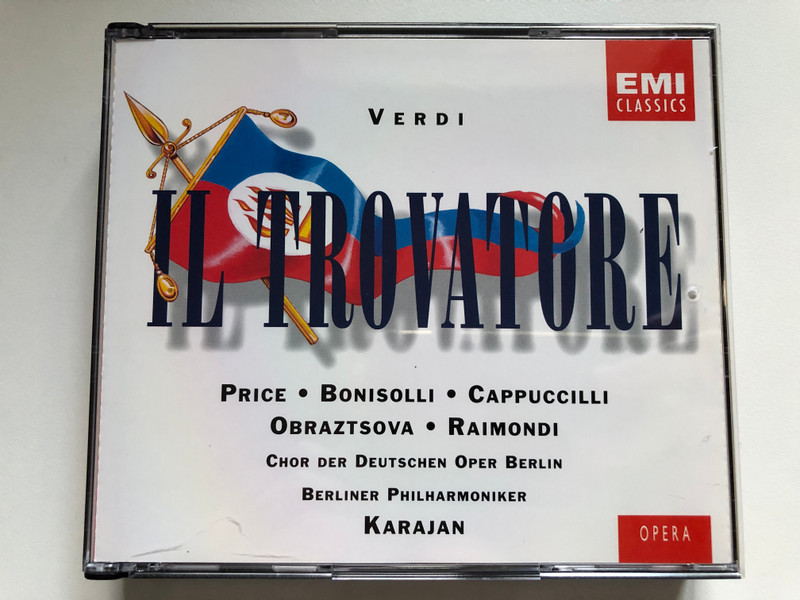 EMI
CLASSICS
VERDI
IL TROVATORE
PRICE • BONISOLLI • CAPPUCCILLI
OBRAZTSOVA • RAIMONDI
CHOR DER DEUTSCHEN OPER BERLIN
BERLINER PHILHARMONIKER
KARAJAN
OPERA